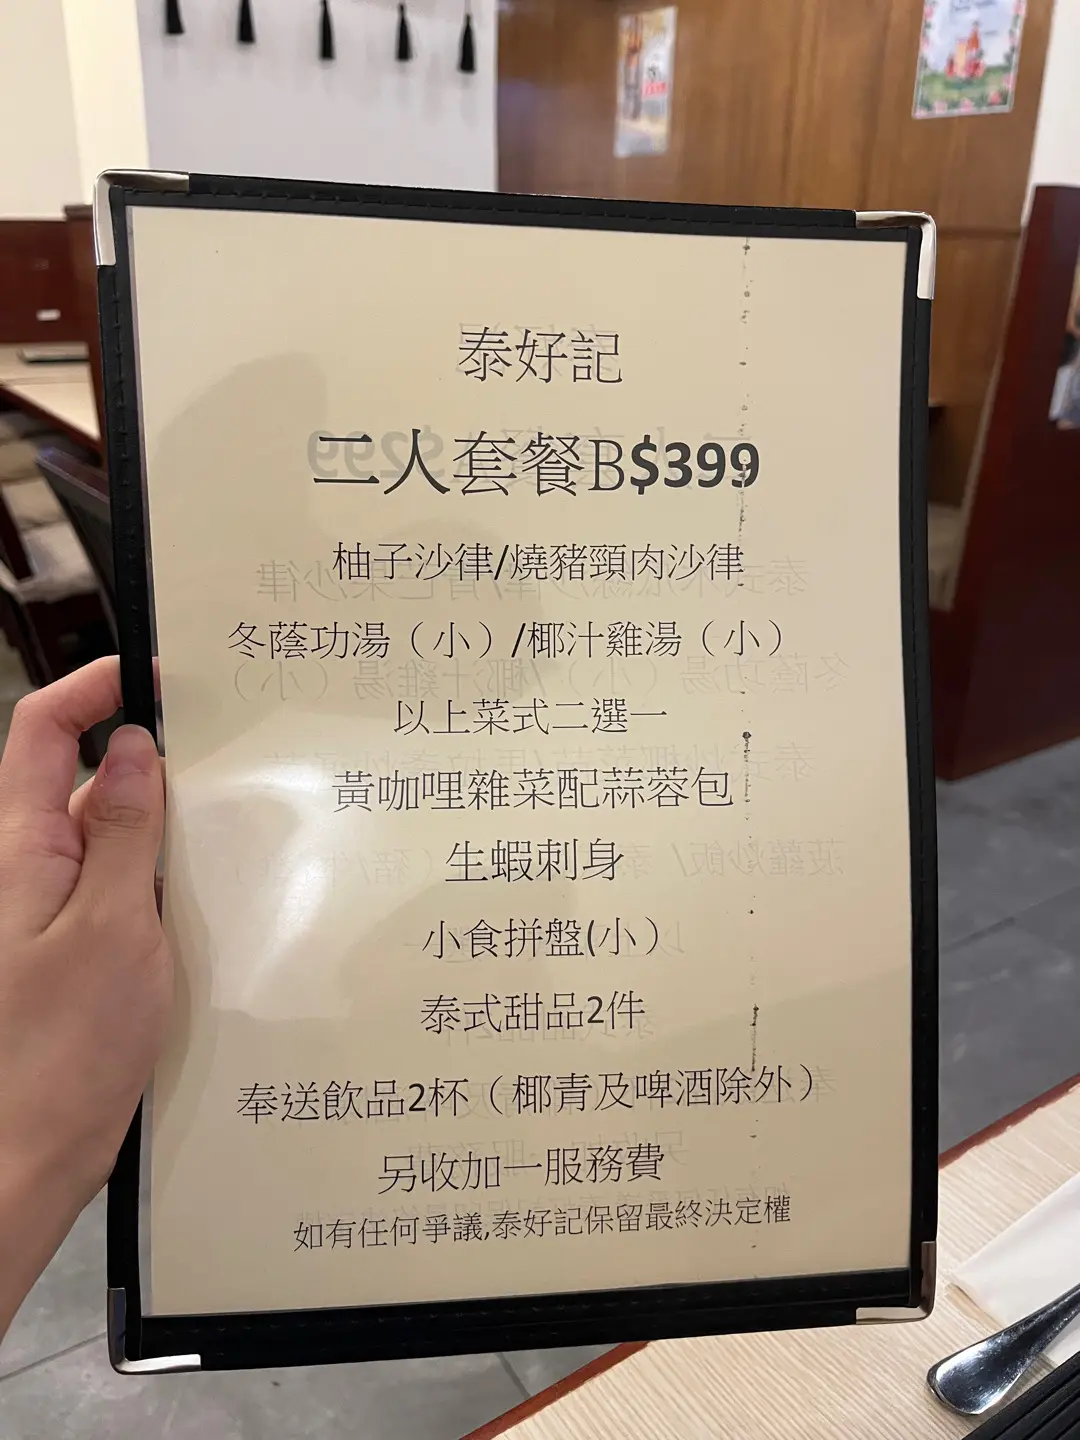 泰好記
二人套餐B$399
柚子沙律/燒豬頸肉沙律
冬蔭功湯（小）/椰汁雞湯（小）
以上菜式二選一
黃咖哩雜菜配蒜蓉包
生蝦刺身
小食拼盤(小）
泰式甜品2件
奉送飲品2杯（椰青及啤酒除外）
另收加一服務費
如有任何爭議,泰好記保留最終決定權